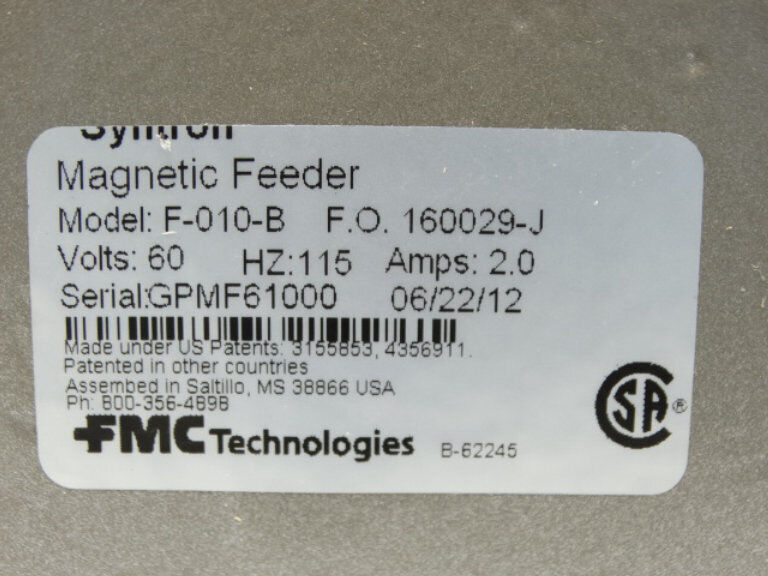 Syntron
Magnetic Feeder
Model: F-010-B F.O. 160029-J
Volts: 60 HZ:115 Amps: 2.0
Serial:GPMF61000 06/22/12
Made under US Patents: 3155853, 4356911.
Patented in other countries
Assembed in Saltillo, MS 38866 USA
Ph: 800-356-4898
FMC Technologies B-62245
CSA®